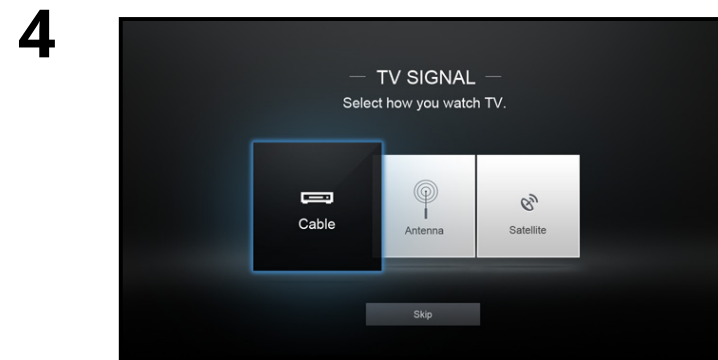 4
— TV SIGNAL —
Select how you watch TV.
Cable
Antenna
Satellite
Skip